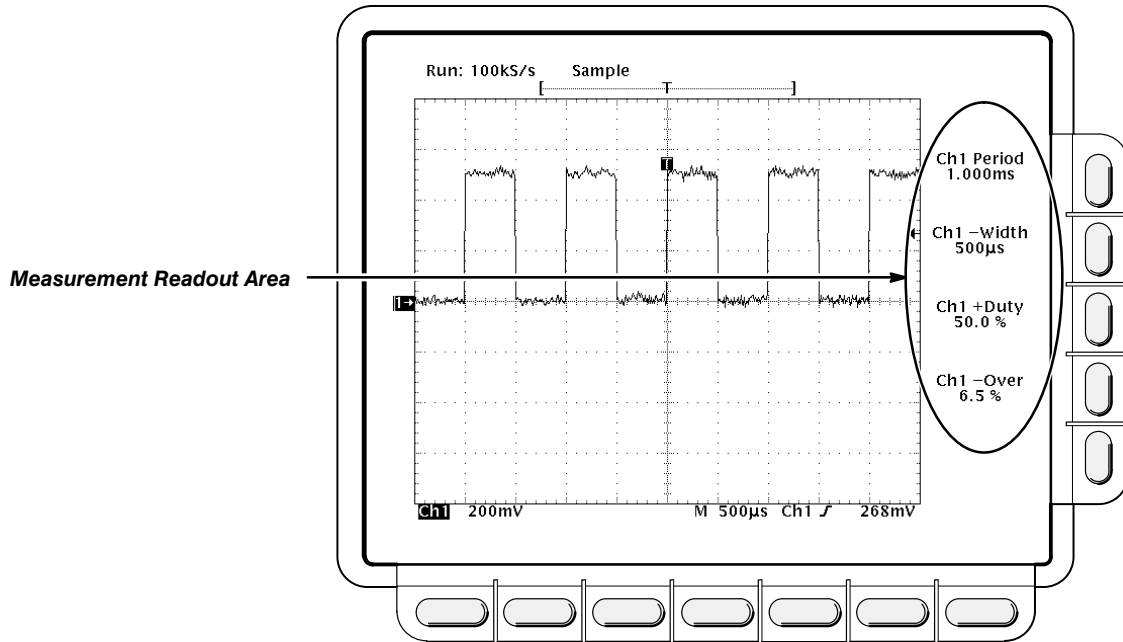 Run: 100kS/s Sample
T
T
Ch1 Period
1.000ms
Ch1 −Width
500µs
Measurement Readout Area
1
Ch1 +Duty
50.0 %
Ch1 −Over
6.5 %
Ch1 200mV M 500µs Ch1 268mV